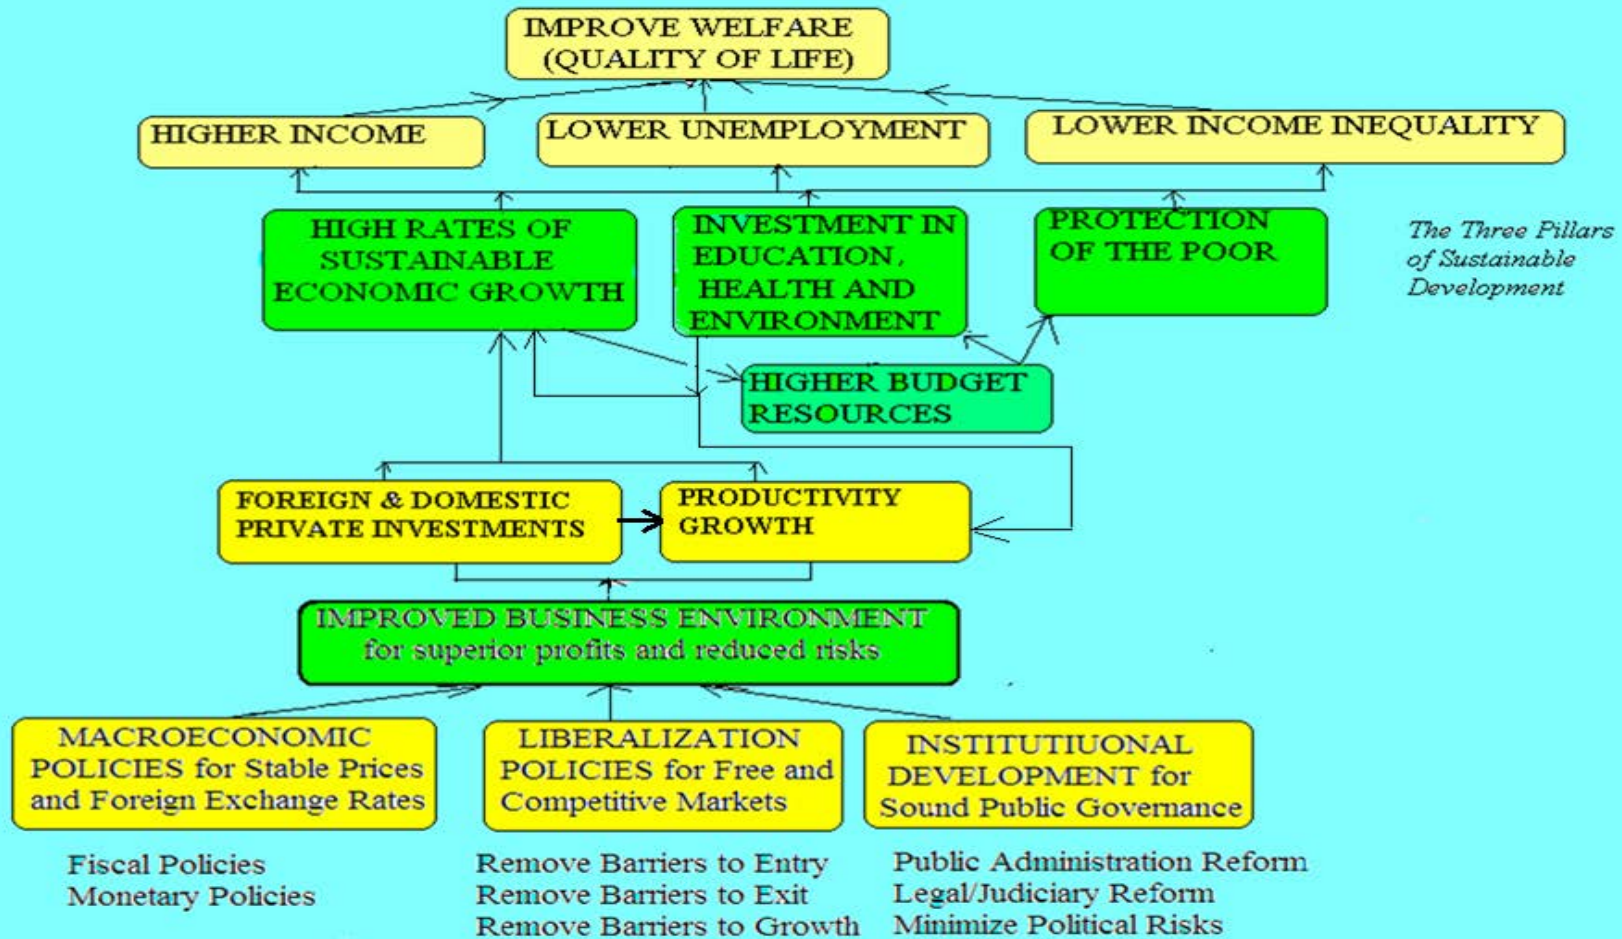 IMPROVE WELFARE
(QUALITY OF LIFE)
HIGHER INCOME
LOWER UNEMPLOYMENT
LOWER INCOME INEQUALITY
HIGH RATES OF
SUSTAINABLE
ECONOMIC GROWTH
INVESTMENT IN
EDUCATION,
HEALTH AND
ENVIRONMENT
PROTECTION
OF THE POOR
The Three Pillars
of Sustainable
Development
HIGHER BUDGET
RESOURCES
FOREIGN & DOMESTIC
PRIVATE INVESTMENTS
PRODUCTIVITY
GROWTH
IMPROVED BUSINESS ENVIRONMENT
for superior profits and reduced risks
MACROECONOMIC
POLICIES for Stable Prices
and Foreign Exchange Rates
LIBERALIZATION
POLICIES for Free and
Competitive Markets
INSTITUTIUONAL
DEVELOPMENT for
Sound Public Governance
Fiscal Policies
Monetary Policies
Remove Barriers to Entry
Remove Barriers to Exit
Remove Barriers to Growth
Public Administration Reform
Legal/Judiciary Reform
Minimize Political Risks